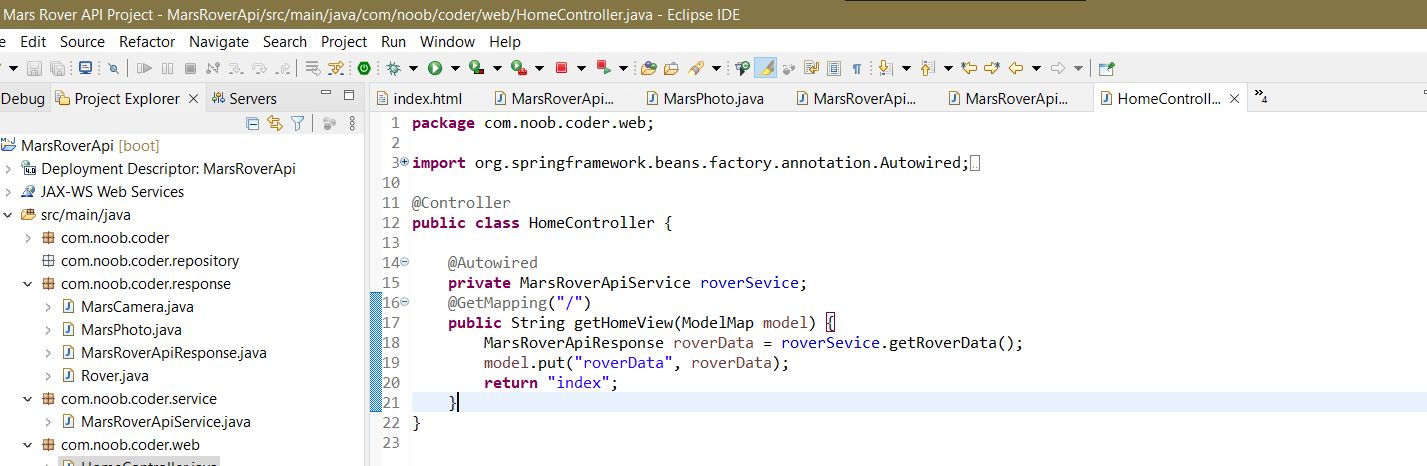 Mars Rover API Project - MarsRoverApi/src/main/java/com/noob/coder/web/HomeController.java - Eclipse IDE
e Edit Source Refactor Navigate Search Project Run Window Help
Debug Project Explorer Servers
index.html MarsRoverApi... MarsPhoto.java MarsRoverApi... MarsRoverApi... HomeControll... 4
MarsRoverApi [boot]
Deployment Descriptor: MarsRoverApi
JAX-WS Web Services
src/main/java
com.noob.coder
com.noob.coder.repository
com.noob.coder.response
MarsCamera.java
MarsPhoto.java
MarsRoverApiResponse.java
Rover.java
com.noob.coder.service
MarsRoverApiService.java
com.noob.coder.web
HomeController.java
1 package com.noob.coder.web;
2
3 import org.springframework.beans.factory.annotation.Autowired;
10
11 @Controller
12 public class HomeController {
13
14 @Autowired
15 private MarsRoverApiService roverSevice;
16 @GetMapping("/")
17 public String getHomeView(ModelMap model) {
18 MarsRoverApiResponse roverData = roverSevice.getRoverData();
19 model.put("roverData", roverData);
20 return "index";
21 }
22 }
23